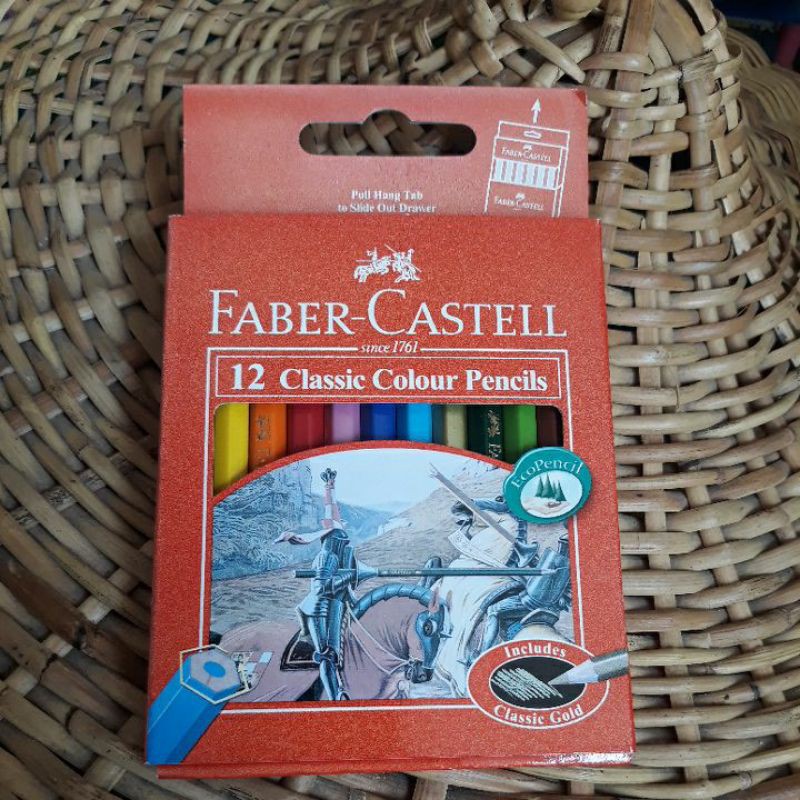 Pull Hang Tab
to Slide Out Drawer
FABER-CASTELL
FABER-CASTELL
FABER-CASTELL
since 1761
12 Classic Colour Pencils
EcoPencil
Includes
Classic Gold